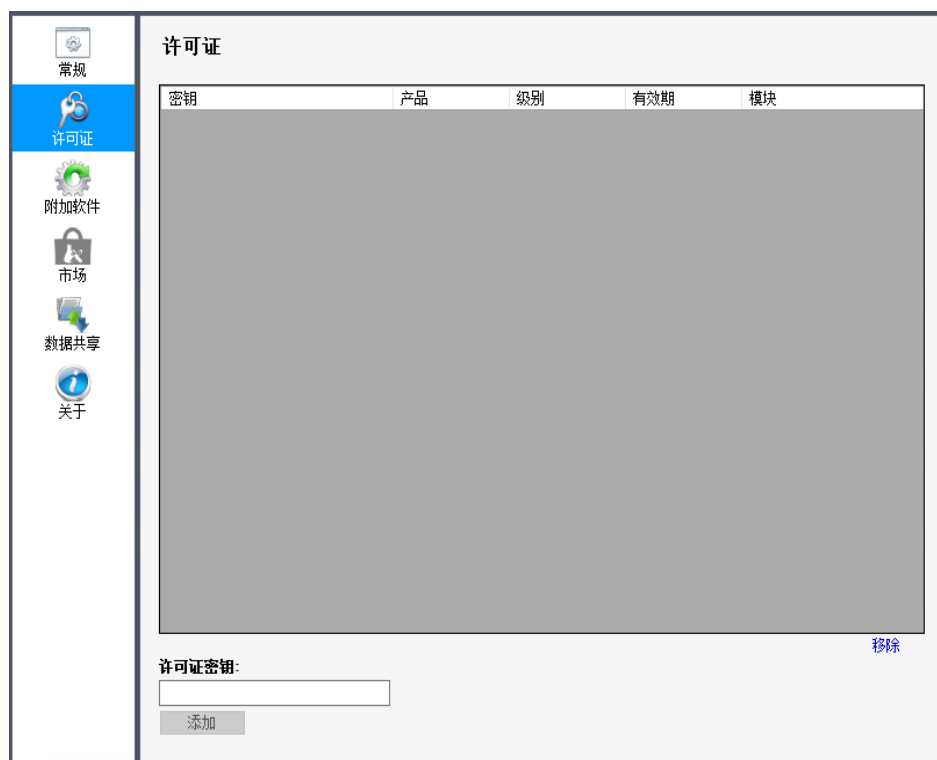 常规
许可证
附加软件
市场
数据共享
关于
许可证
密钥 产品 级别 有效期 模块
移除
许可证密钥:
添加